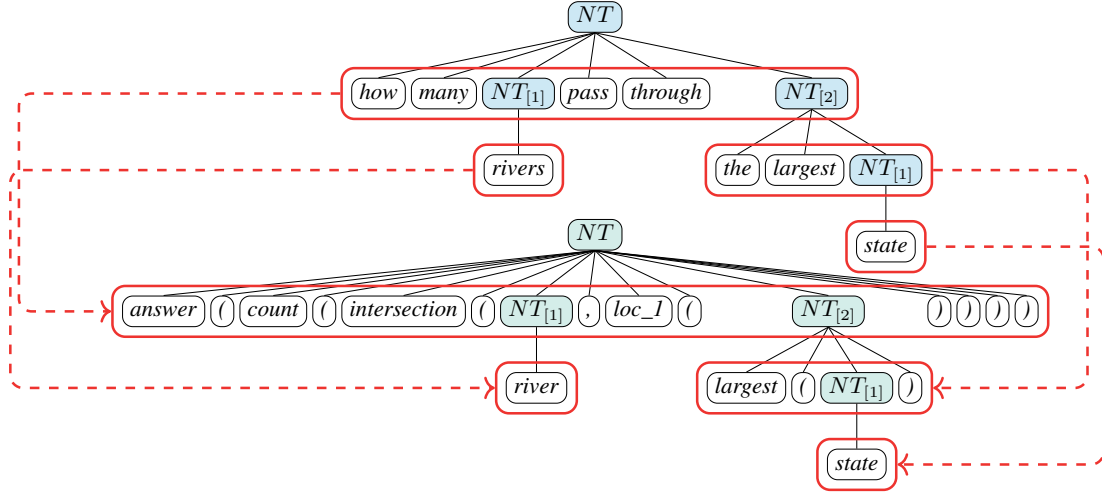 NT
how many NT[1] pass through NT[2]
rivers the largest NT[1]
state
NT
answer ( count ( intersection ( NT[1] , loc_1 ( NT[2] ) ) ) )
river largest ( NT[1] )
state